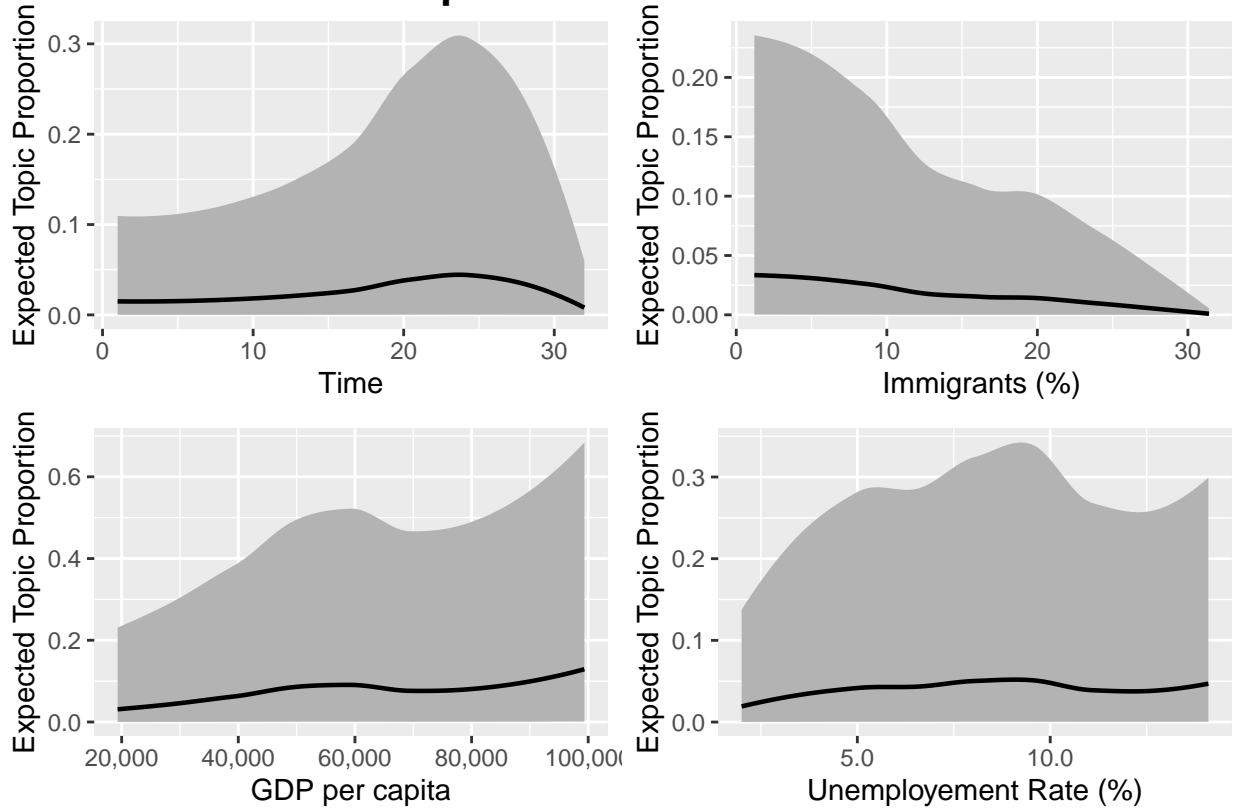 Expected Topic Proportion
0.3
0.2
0.1
0.0
0 10 20 30
Time
Expected Topic Proportion
0.20
0.15
0.10
0.05
0.00
0 10 20 30
Immigrants (%)
Expected Topic Proportion
0.6
0.4
0.2
0.0
20,000 40,000 60,000 80,000 100,000
GDP per capita
Expected Topic Proportion
0.3
0.2
0.1
0.0
5.0 10.0
Unemployement Rate (%)